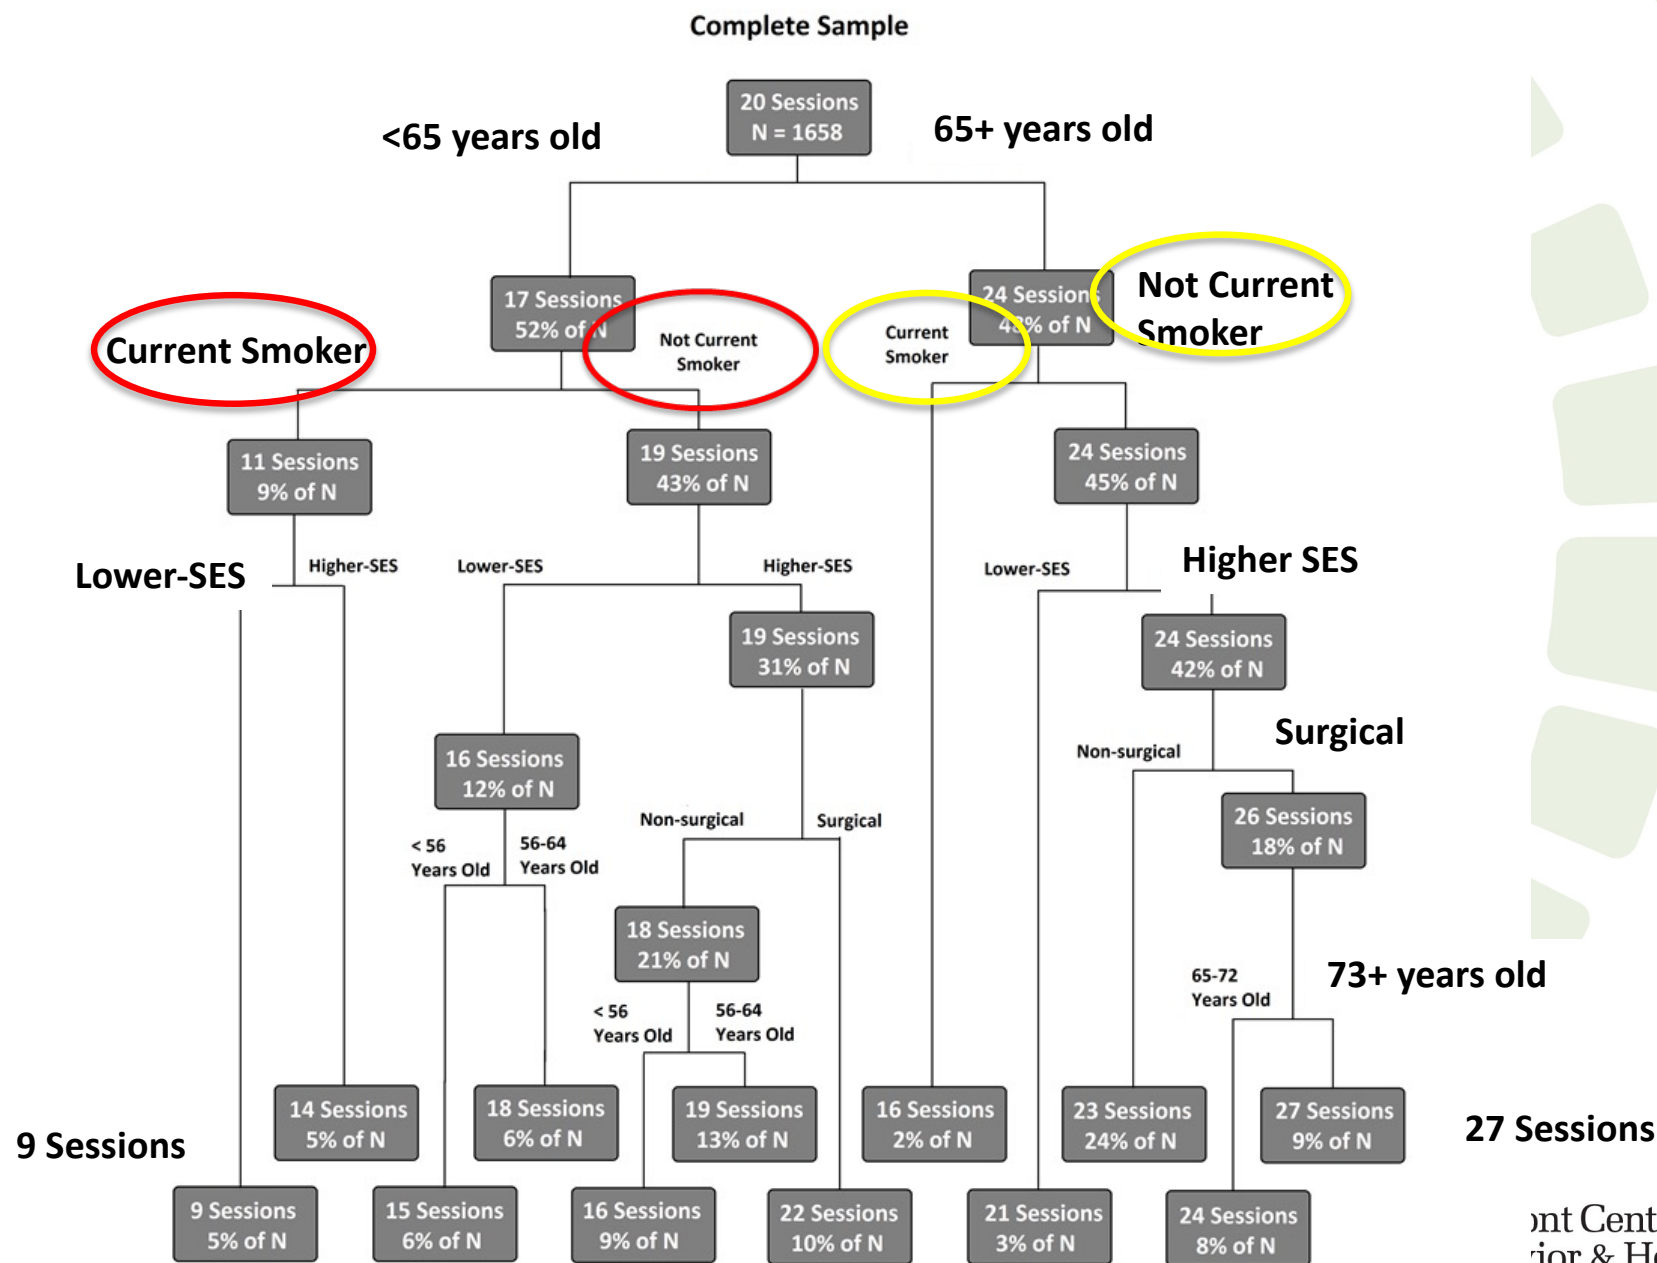 Complete Sample
20 Sessions
N = 1658
<65 years old
65+ years old
17 Sessions
52% of N
24 Sessions
48% of N
Current Smoker
Not Current
Smoker
Current
Smoker
Not Current
Smoker
11 Sessions
9% of N
19 Sessions
43% of N
24 Sessions
45% of N
Lower-SES
Higher-SES
Lower-SES
Higher-SES
Lower-SES
Higher SES
19 Sessions
31% of N
24 Sessions
42% of N
16 Sessions
12% of N
Non-surgical
Surgical
Non-surgical
Surgical
26 Sessions
18% of N
< 56
Years Old
56-64
Years Old
18 Sessions
21% of N
< 56
Years Old
56-64
Years Old
65-72
Years Old
73+ years old
14 Sessions
5% of N
18 Sessions
6% of N
19 Sessions
13% of N
16 Sessions
2% of N
23 Sessions
24% of N
27 Sessions
9% of N
9 Sessions
27 Sessions
9 Sessions
5% of N
15 Sessions
6% of N
16 Sessions
9% of N
22 Sessions
10% of N
21 Sessions
3% of N
24 Sessions
8% of N
ont Cent
ior & He